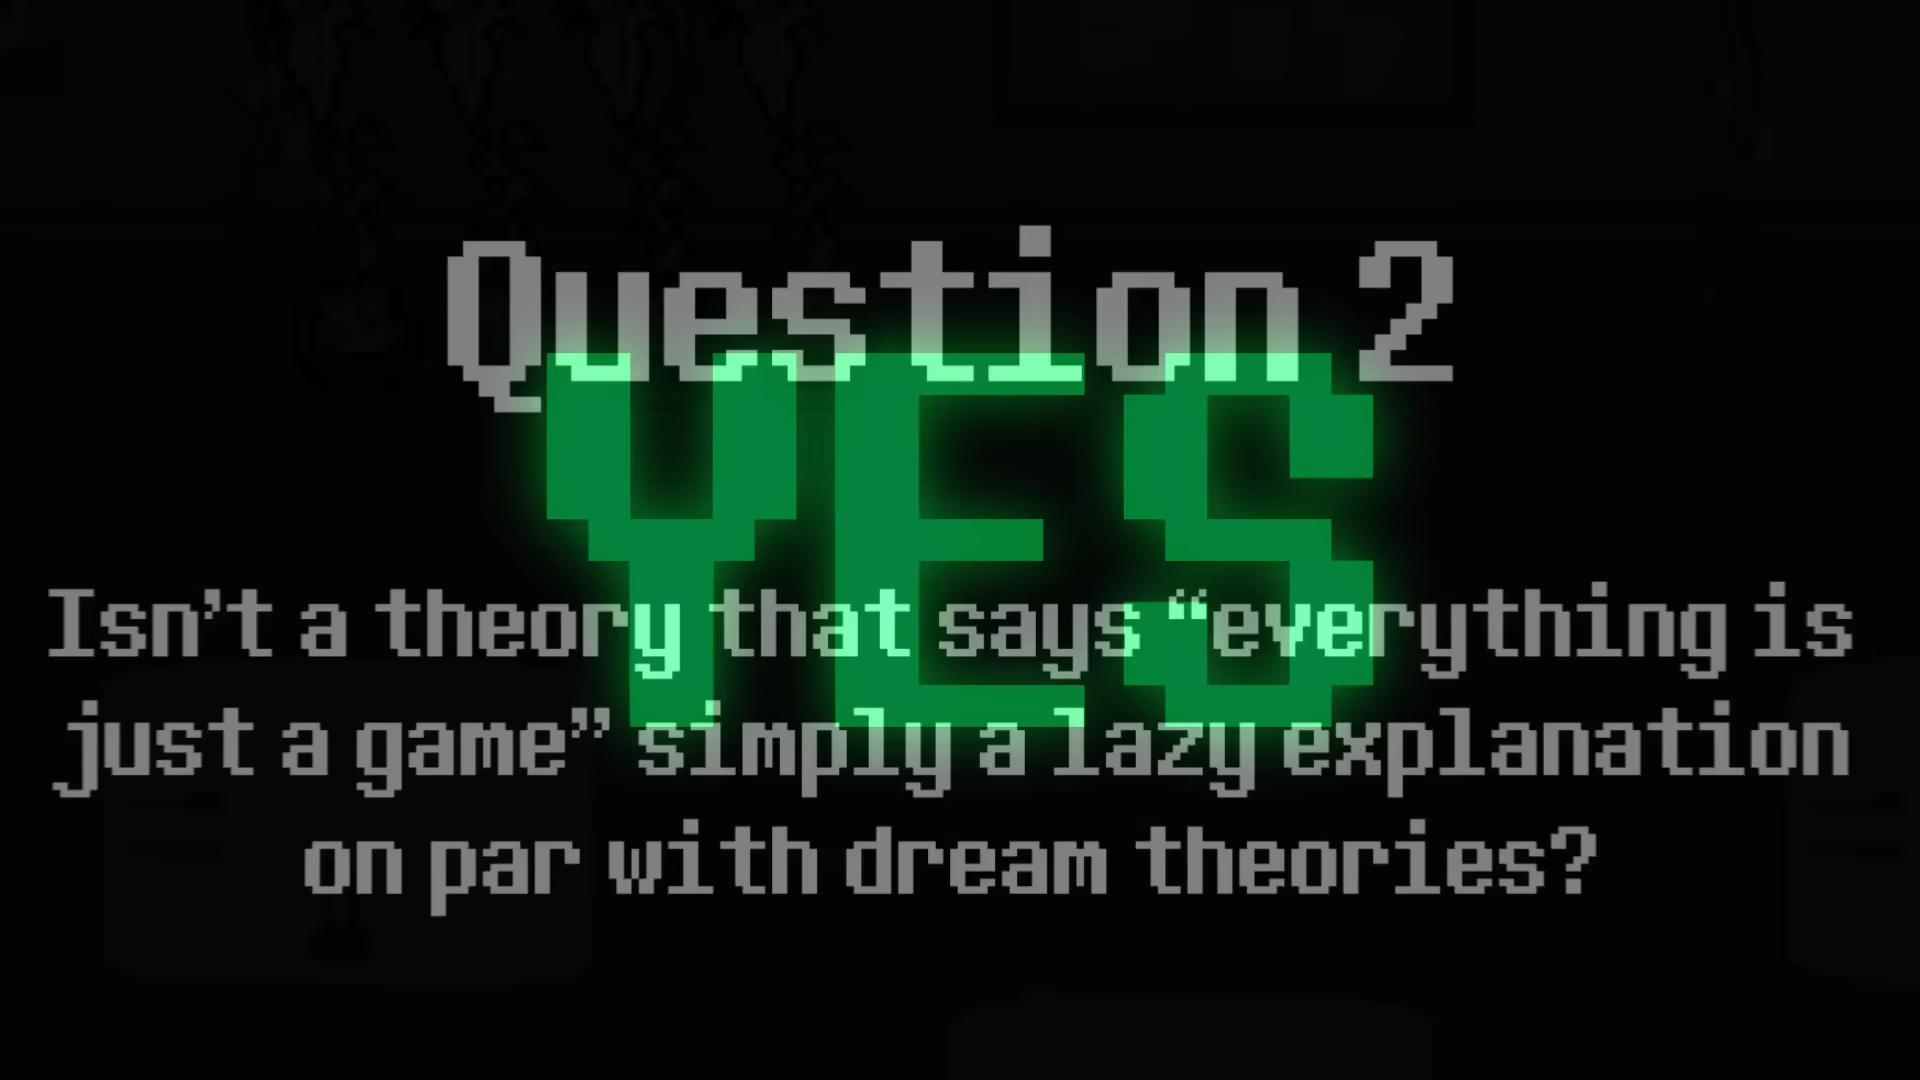 Question 2
YES
Isn’t a theory that says “everything is
just a game” simply a lazy explanation
on par with dream theories?